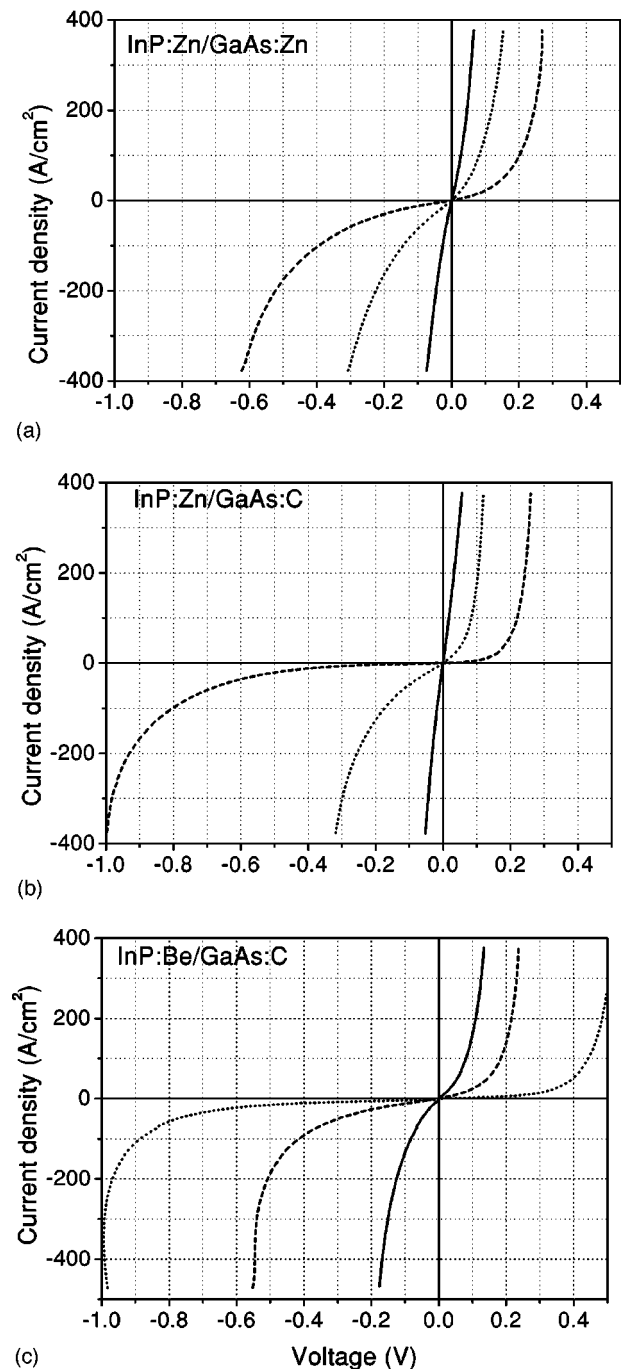 InP:Zn/GaAs:Zn
Current density (A/cm²)
400
200
0
-200
-400
-1.0 -0.8 -0.6 -0.4 -0.2 0.0 0.2 0.4
(a)
InP:Zn/GaAs:C
Current density (A/cm²)
400
200
0
-200
-400
-1.0 -0.8 -0.6 -0.4 -0.2 0.0 0.2 0.4
(b)
InP:Be/GaAs:C
Current density (A/cm²)
400
200
0
-200
-400
-1.0 -0.8 -0.6 -0.4 -0.2 0.0 0.2 0.4
(c)
Voltage (V)